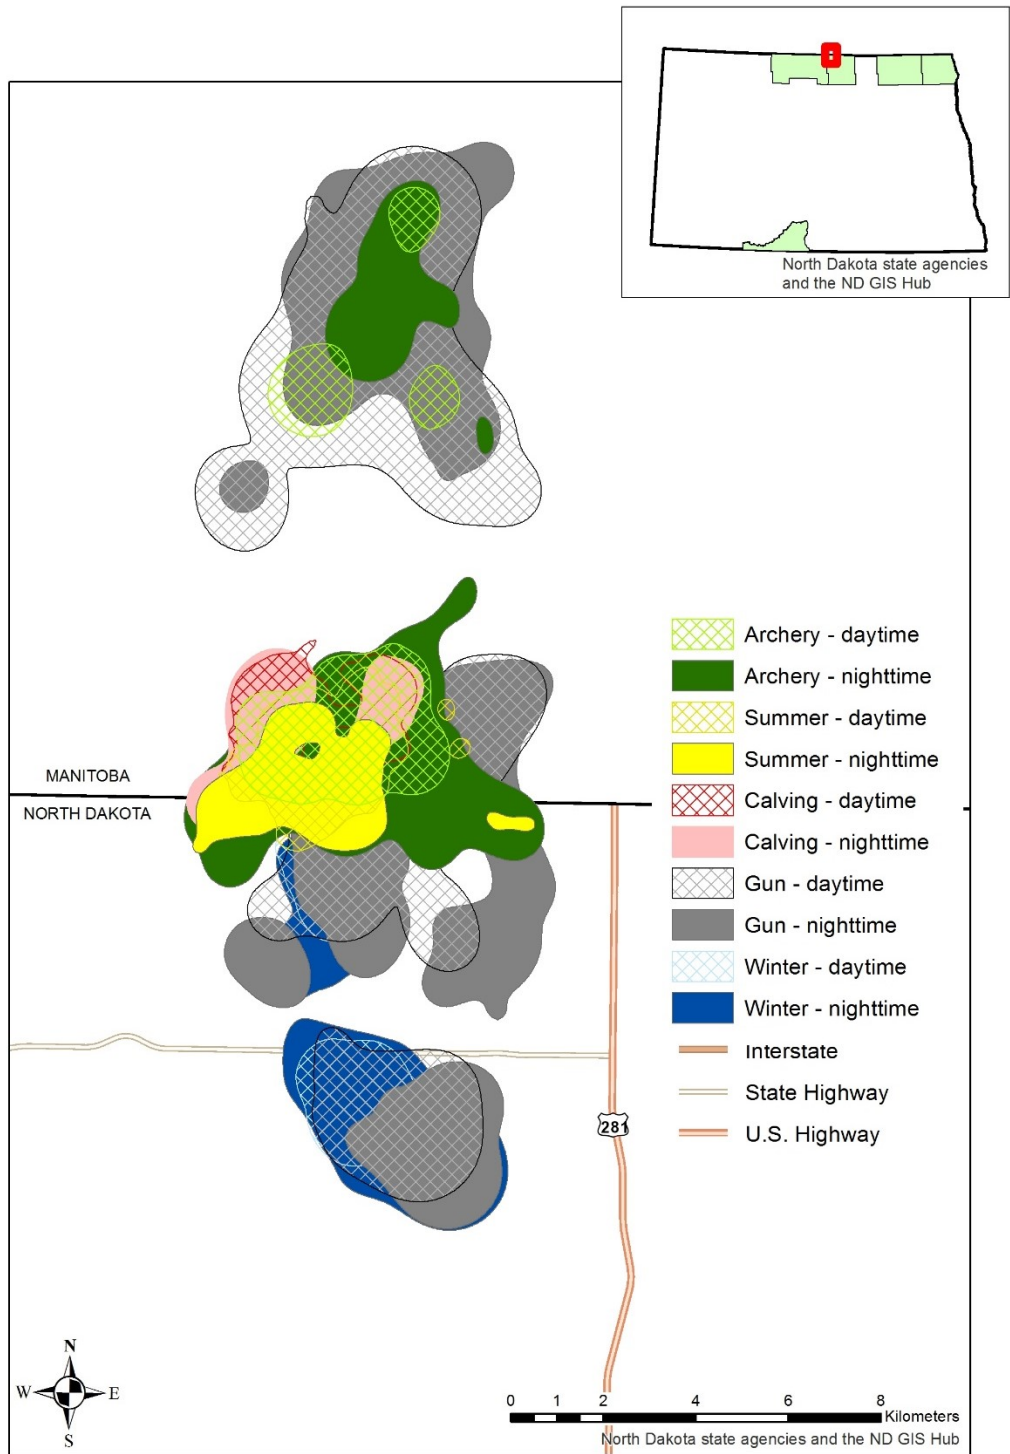 North Dakota state agencies
and the ND GIS Hub
Archery - daytime
Archery - nighttime
Summer - daytime
Summer - nighttime
Calving - daytime
Calving - nighttime
Gun - daytime
Gun - nighttime
Winter - daytime
Winter - nighttime
Interstate
State Highway
U.S. Highway
MANITOBA
NORTH DAKOTA
281
N
W E
S
0 1 2 4 6 8
Kilometers
North Dakota state agencies and the ND GIS Hub